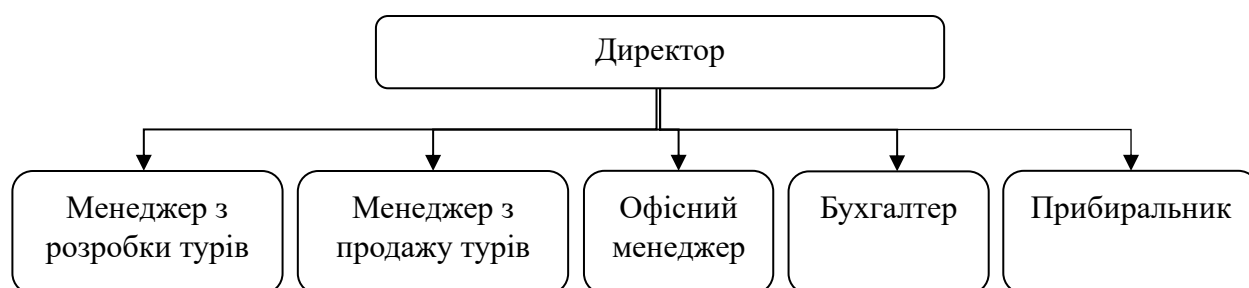 Директор
Менеджер з
розробки турів
Менеджер з
продажу турів
Офісний
менеджер
Бухгалтер
Прибиральник